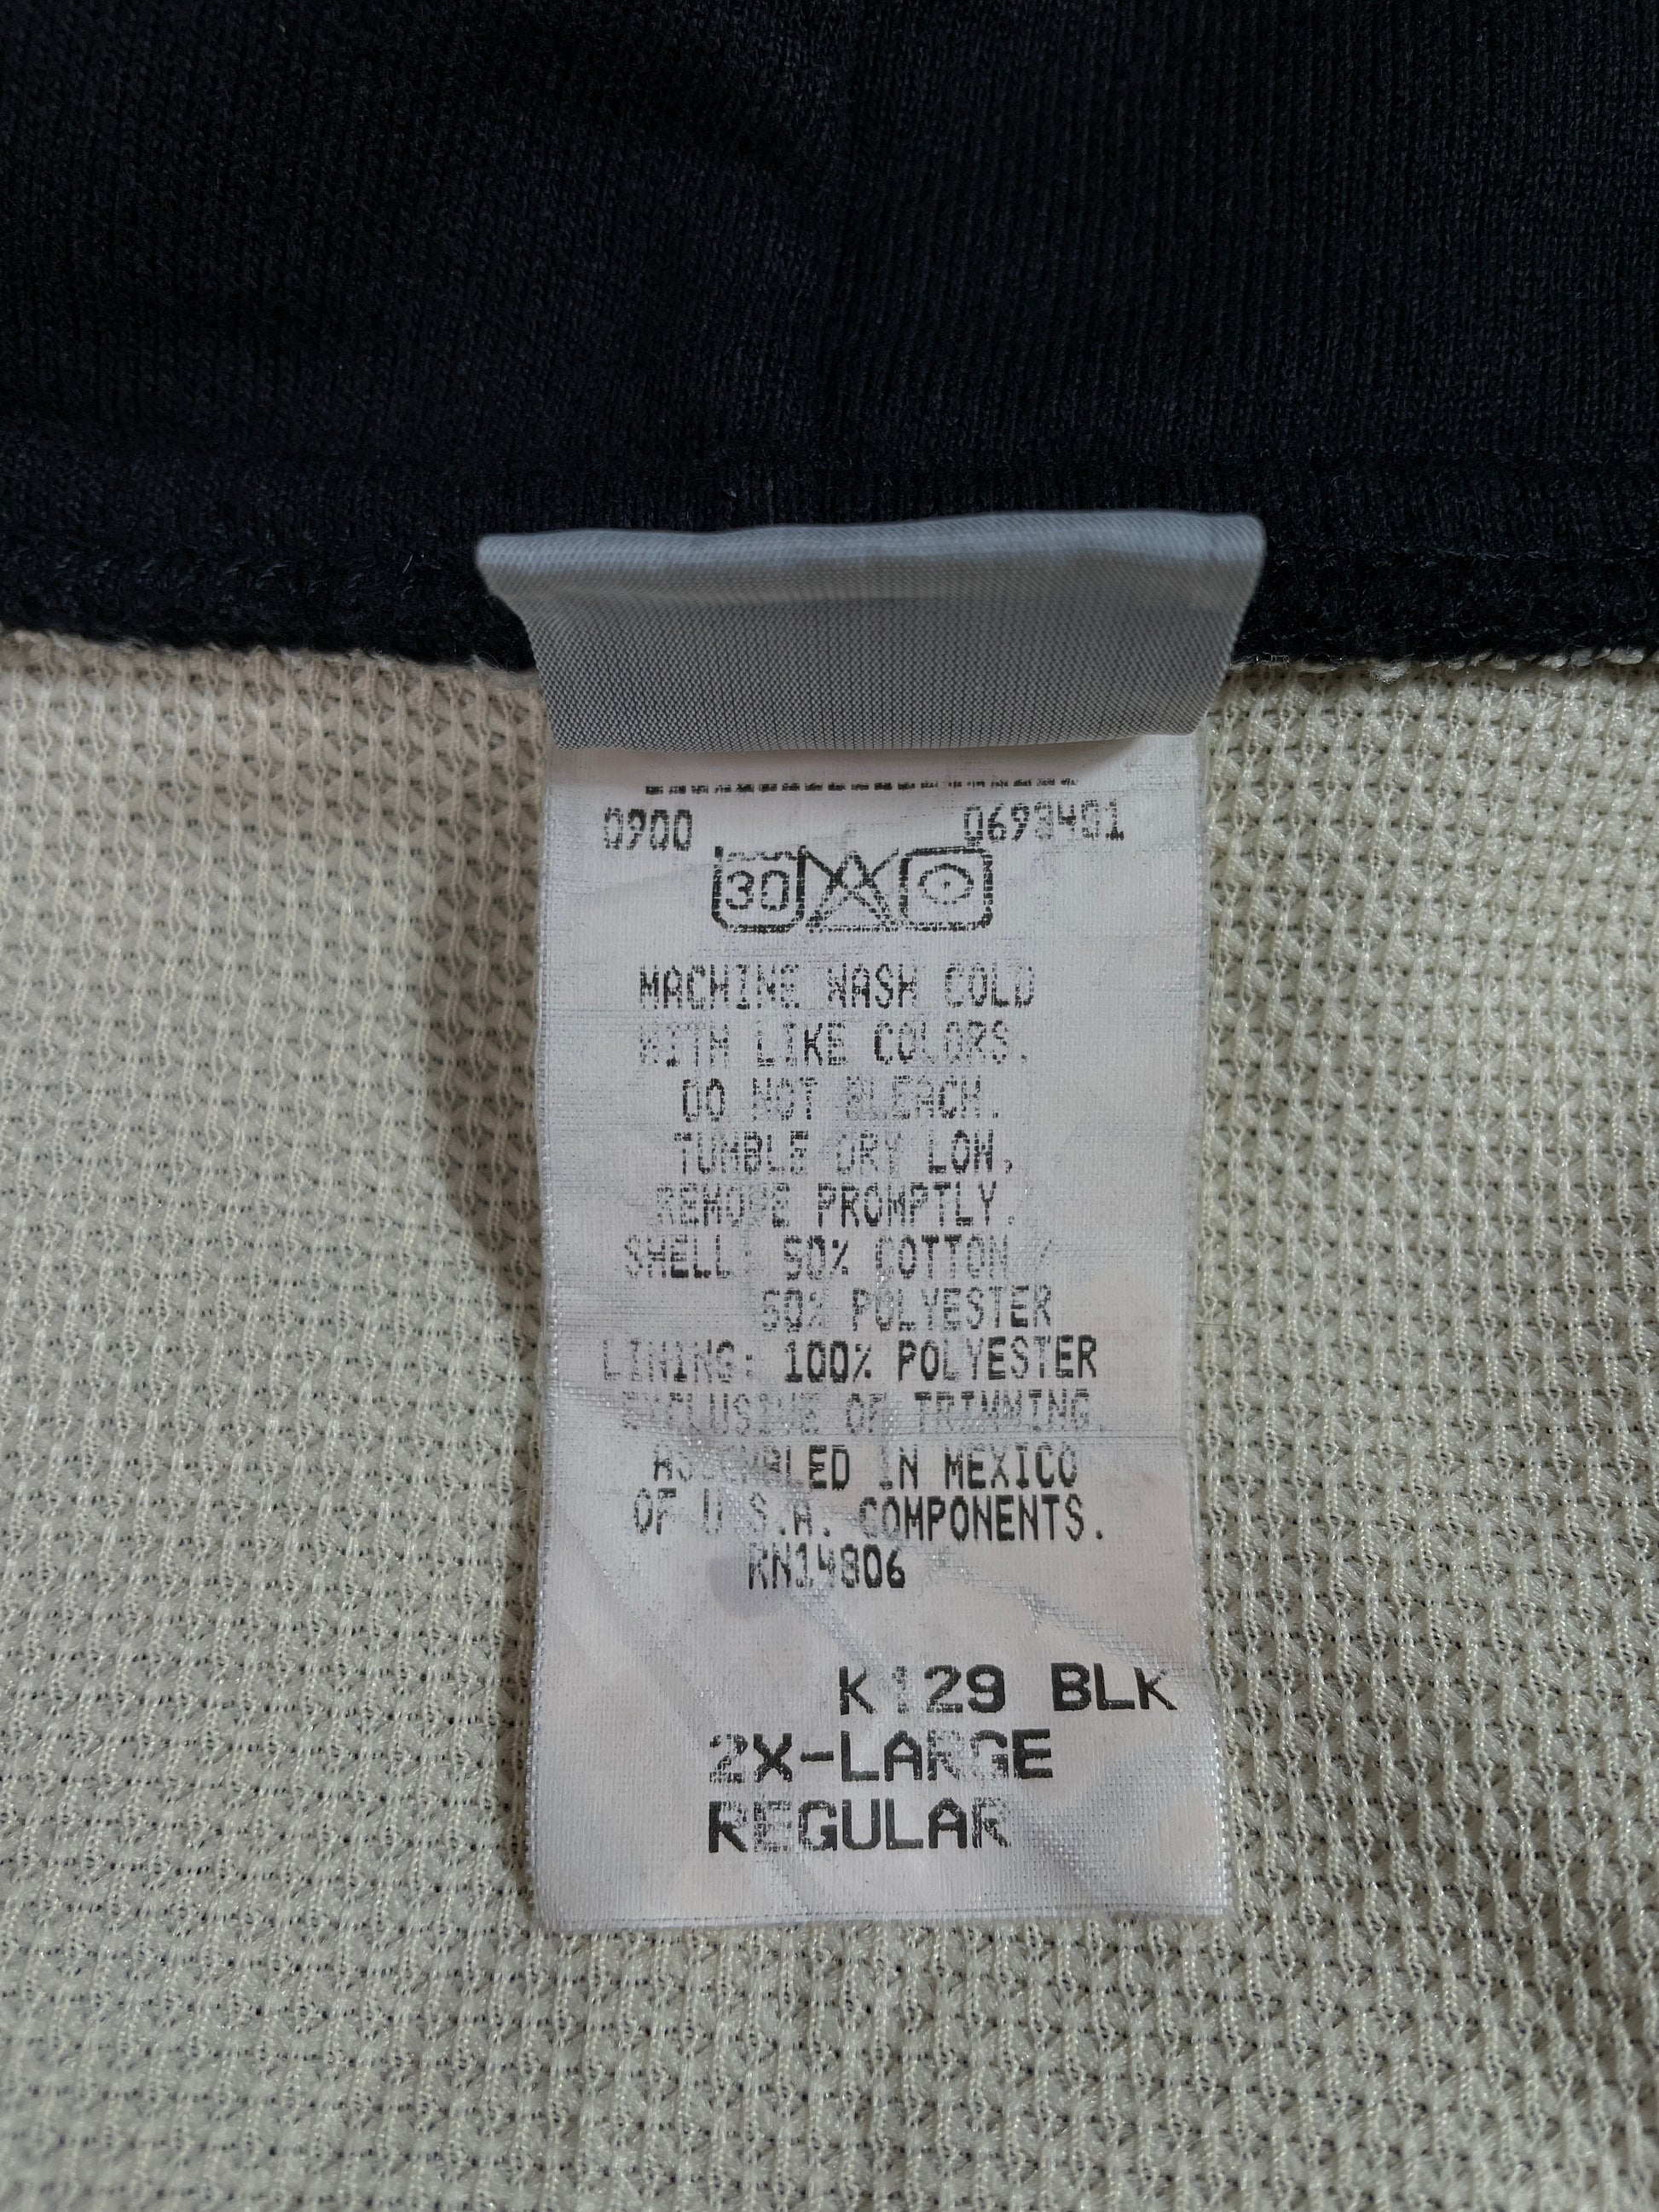 0900 0693401
30
MACHINE WASH COLD
WITH LIKE COLORS.
DO NOT BLEACH.
TUMBLE DRY LOW.
REMOVE PROMPTLY.
SHELL: 50% COTTON /
50% POLYESTER
LINING: 100% POLYESTER
EXCLUSIVE OF TRIMMING.
ASSEMBLED IN MEXICO
OF U.S.A. COMPONENTS.
RN14806
K129 BLK
2X-LARGE
REGULAR